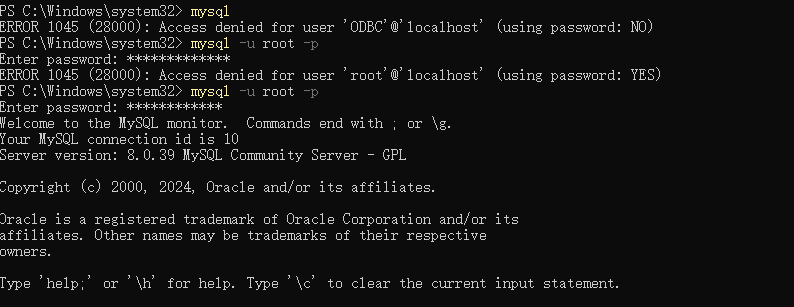 PS C:\Windows\system32> mysql
ERROR 1045 (28000): Access denied for user 'ODBC'@'localhost' (using password: NO)
PS C:\Windows\system32> mysql -u root -p
Enter password: *************
ERROR 1045 (28000): Access denied for user 'root'@'localhost' (using password: YES)
PS C:\Windows\system32> mysql -u root -p
Enter password: ************
Welcome to the MySQL monitor.  Commands end with ; or \g.
Your MySQL connection id is 10
Server version: 8.0.39 MySQL Community Server - GPL

Copyright (c) 2000, 2024, Oracle and/or its affiliates.

Oracle is a registered trademark of Oracle Corporation and/or its
affiliates. Other names may be trademarks of their respective
owners.

Type 'help;' or '\h' for help. Type '\c' to clear the current input statement.